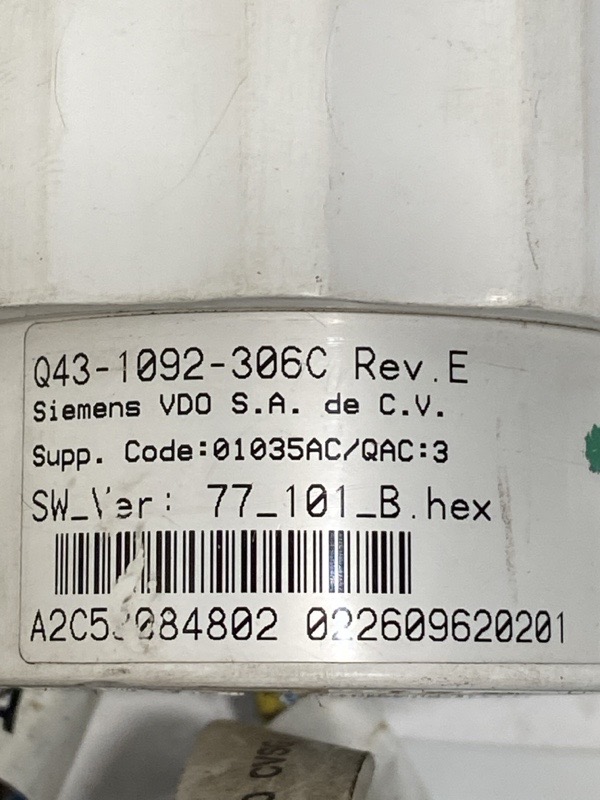 Q43-1092-306C Rev.E
Siemens VDO S.A. de C.V.
Supp. Code:01035AC/QAC:3
SW_Ver: 77_101_B.hex
022609620201